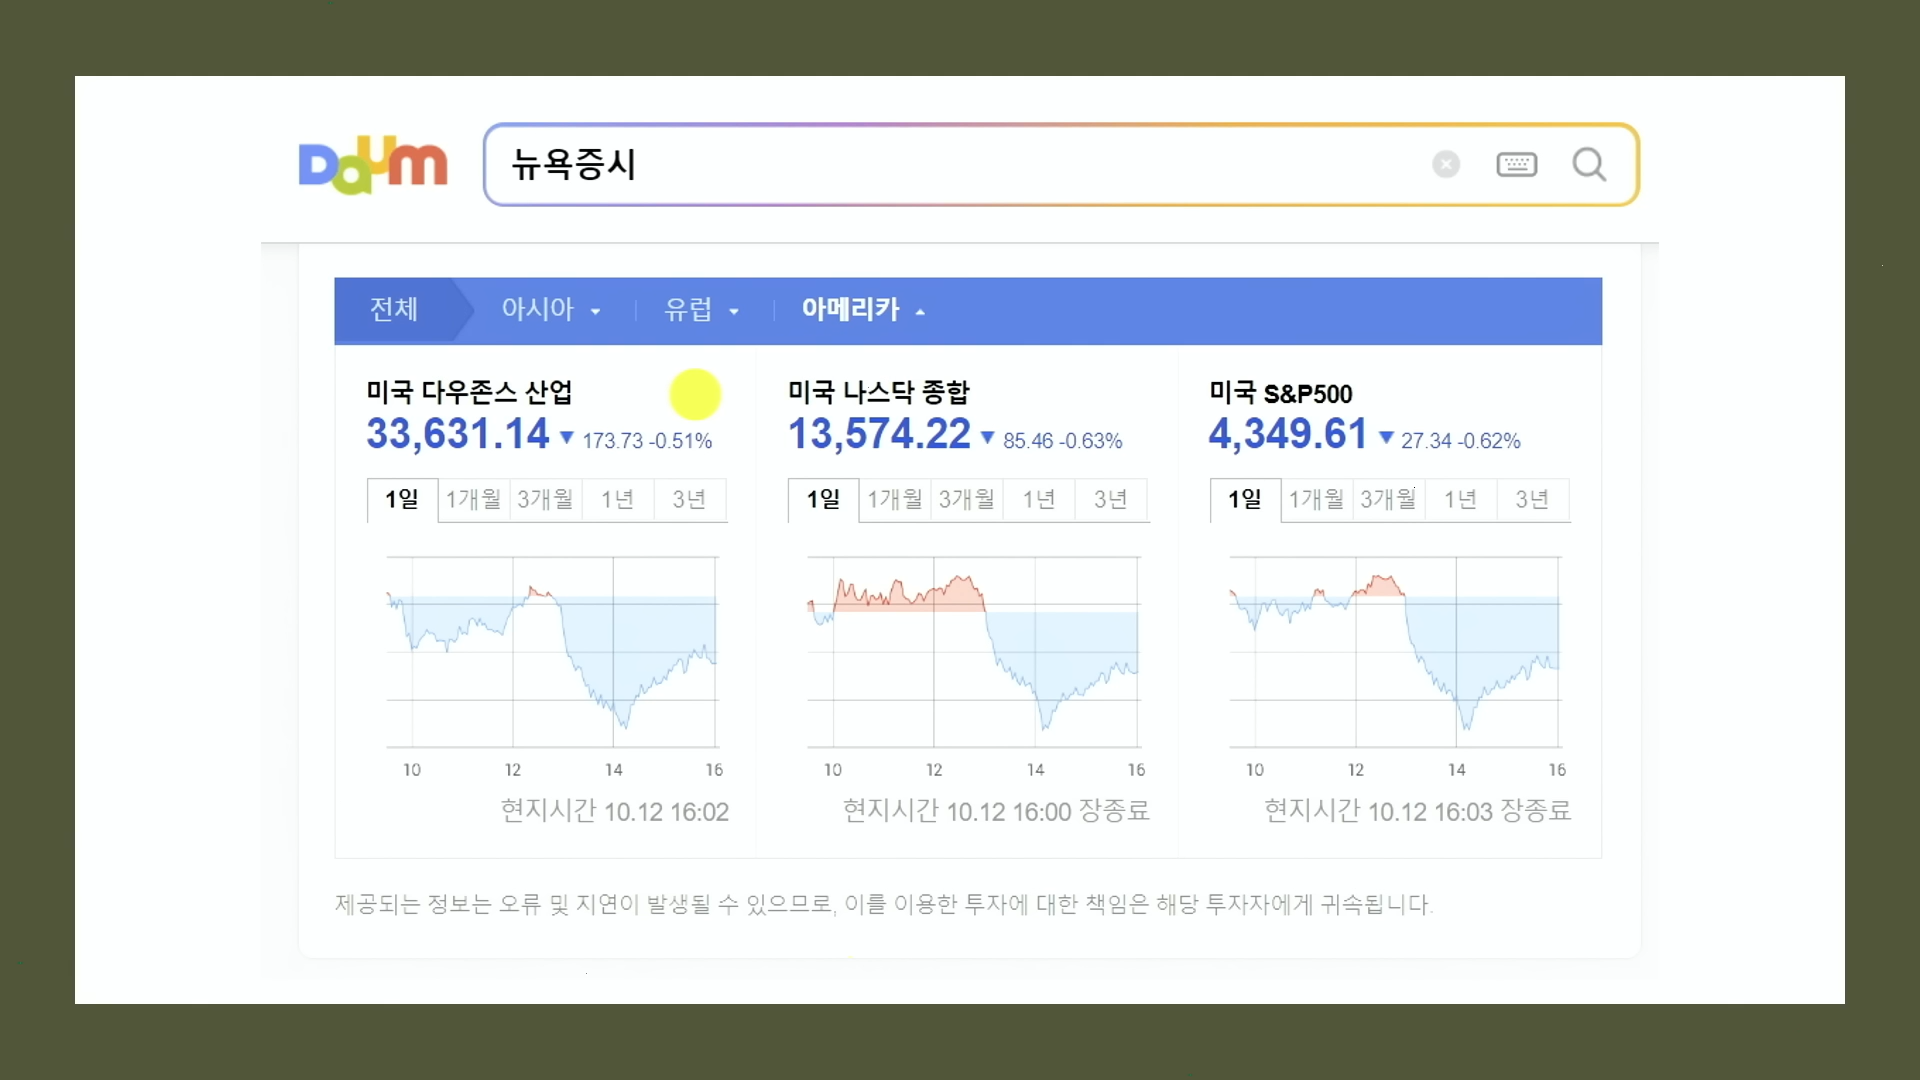 Daum
뉴욕증시
전체 아시아 유럽 아메리카
미국 다우존스 산업
33,631.14 ▼ 173.73 -0.51%
1일 1개월 3개월 1년 3년
10 12 14 16
현지시간 10.12 16:02
미국 나스닥 종합
13,574.22 ▼ 85.46 -0.63%
1일 1개월 3개월 1년 3년
10 12 14 16
현지시간 10.12 16:00 장종료
미국 S&P500
4,349.61 ▼ 27.34 -0.62%
1일 1개월 3개월 1년 3년
10 12 14 16
현지시간 10.12 16:03 장종료
제공되는 정보는 오류 및 지연이 발생될 수 있으므로, 이를 이용한 투자에 대한 책임은 해당 투자자에게 귀속됩니다.